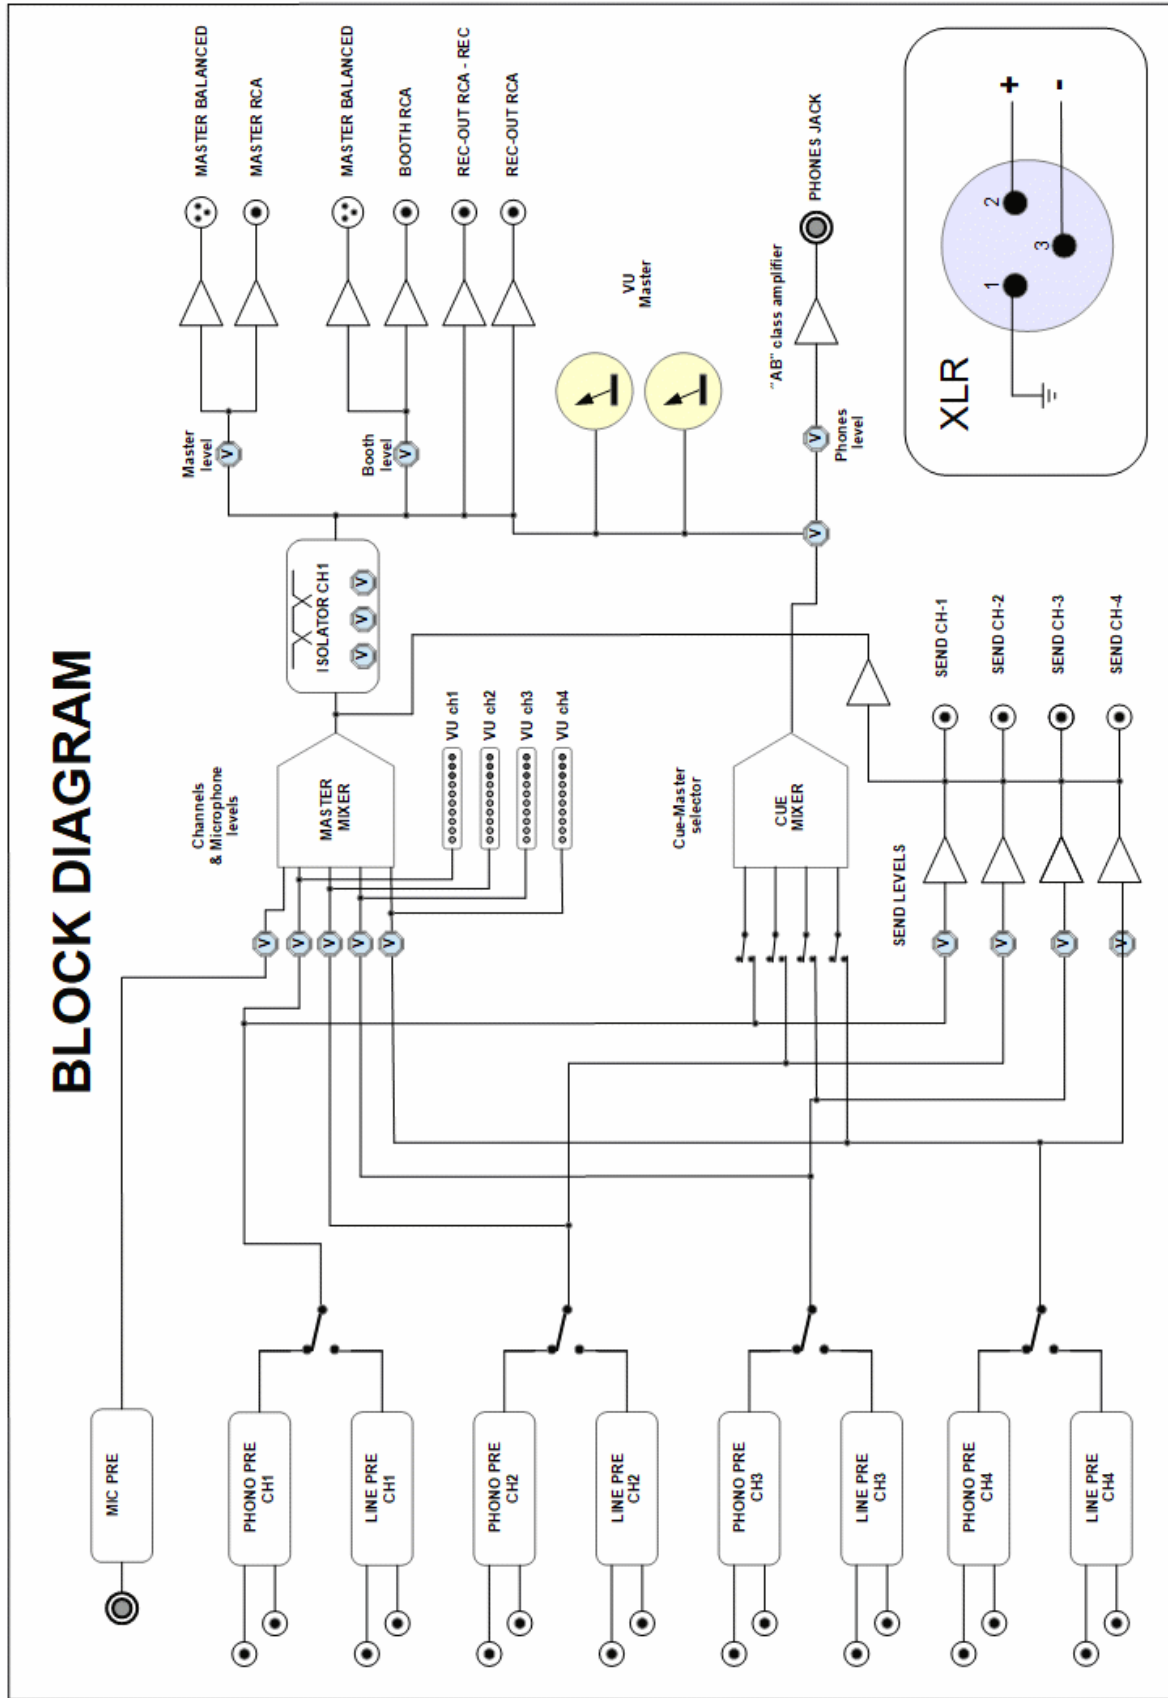 BLOCK DIAGRAM
MIC PRE
PHONO PRE
CH1
LINE PRE
CH1
PHONO PRE
CH2
LINE PRE
CH2
PHONO PRE
CH3
LINE PRE
CH3
PHONO PRE
CH4
LINE PRE
CH4
Channels
& Microphone
levels
V
V
V
V
V
MASTER
MIXER
VU ch1
VU ch2
VU ch3
VU ch4
Cue-Master
selector
CUE
MIXER
SEND LEVELS
V
V
V
V
SEND CH-1
SEND CH-2
SEND CH-3
SEND CH-4
ISOLATOR CH1
V
V
V
Master
level
V
Booth
level
V
MASTER BALANCED
MASTER RCA
MASTER BALANCED
BOOTH RCA
REC-OUT RCA - REC
REC-OUT RCA
VU
Master
V
V
Phones
level
"AB" class amplifier
PHONES JACK
XLR
1
2
3
+
-